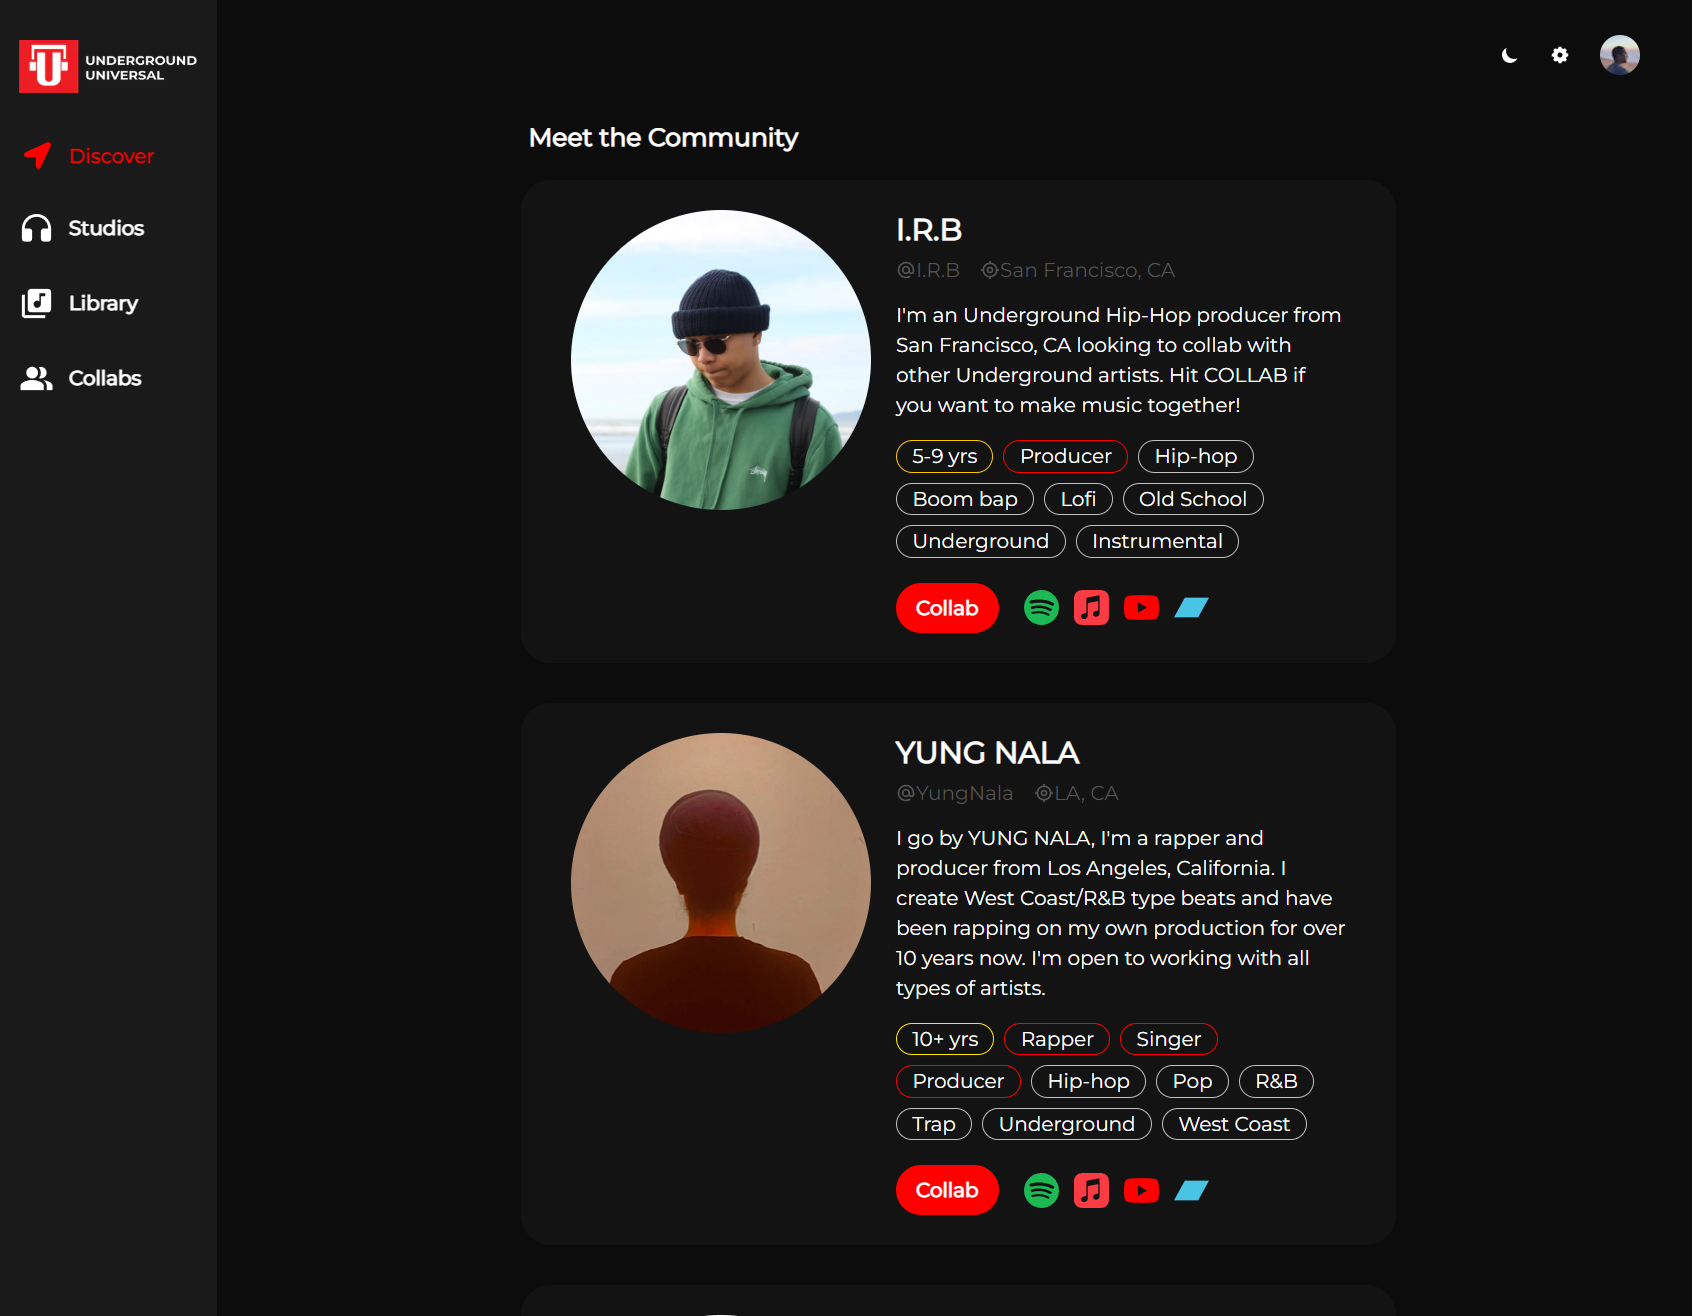 UNDERGROUND
UNIVERSAL
Discover
Studios
Library
Collabs
Meet the Community
I.R.B
@I.R.B San Francisco, CA
I'm an Underground Hip-Hop producer from
San Francisco, CA looking to collab with
other Underground artists. Hit COLLAB if
you want to make music together!
5-9 yrs Producer Hip-hop
Boom bap Lofi Old School
Underground Instrumental
Collab
YUNG NALA
@YungNala LA, CA
I go by YUNG NALA, I'm a rapper and
producer from Los Angeles, California. I
create West Coast/R&B type beats and have
been rapping on my own production for over
10 years now. I'm open to working with all
types of artists.
10+ yrs Rapper Singer
Producer Hip-hop Pop R&B
Trap Underground West Coast
Collab